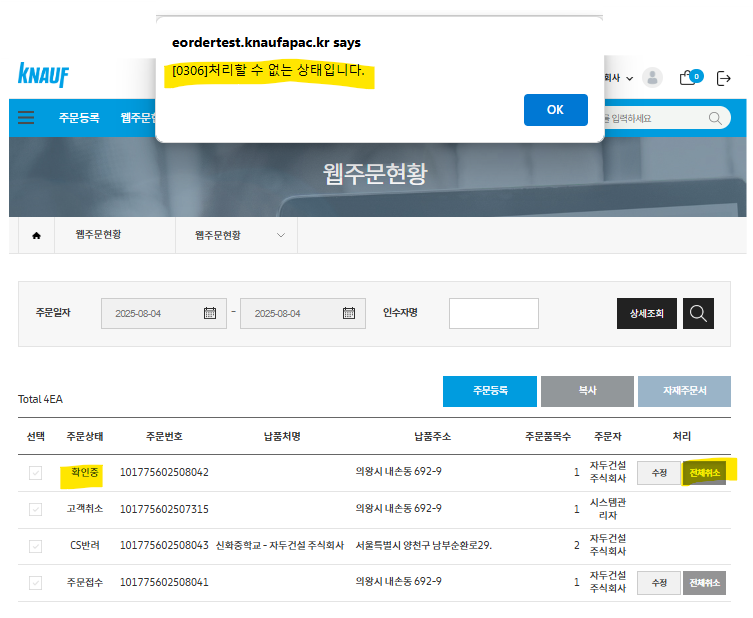 eordertest.knaufapac.kr says
[0306]처리할 수 없는 상태입니다.
OK
KNAUF
회사
0
주문등록 웹주문현
입력하세요
웹주문현황
웹주문현황 웹주문현황
주문일자 2025-08-04 - 2025-08-04 인수자명 상세조회
주문등록 복사 자재주문서
Total 4EA
선택 주문상태 주문번호 납품처명 납품주소 주문품목수 주문자 처리
확인중 101775602508042 의왕시 내손동 692-9 1 자두건설 주식회사 수정 전체취소
고객취소 101775602507315 의왕시 내손동 692-9 1 시스템관리자
CS반려 101775602508043 신화중학교 - 자두건설 주식회사 서울특별시 양천구 남부순환로29. 2 자두건설 주식회사
주문접수 101775602508041 의왕시 내손동 692-9 1 자두건설 주식회사 수정 전체취소